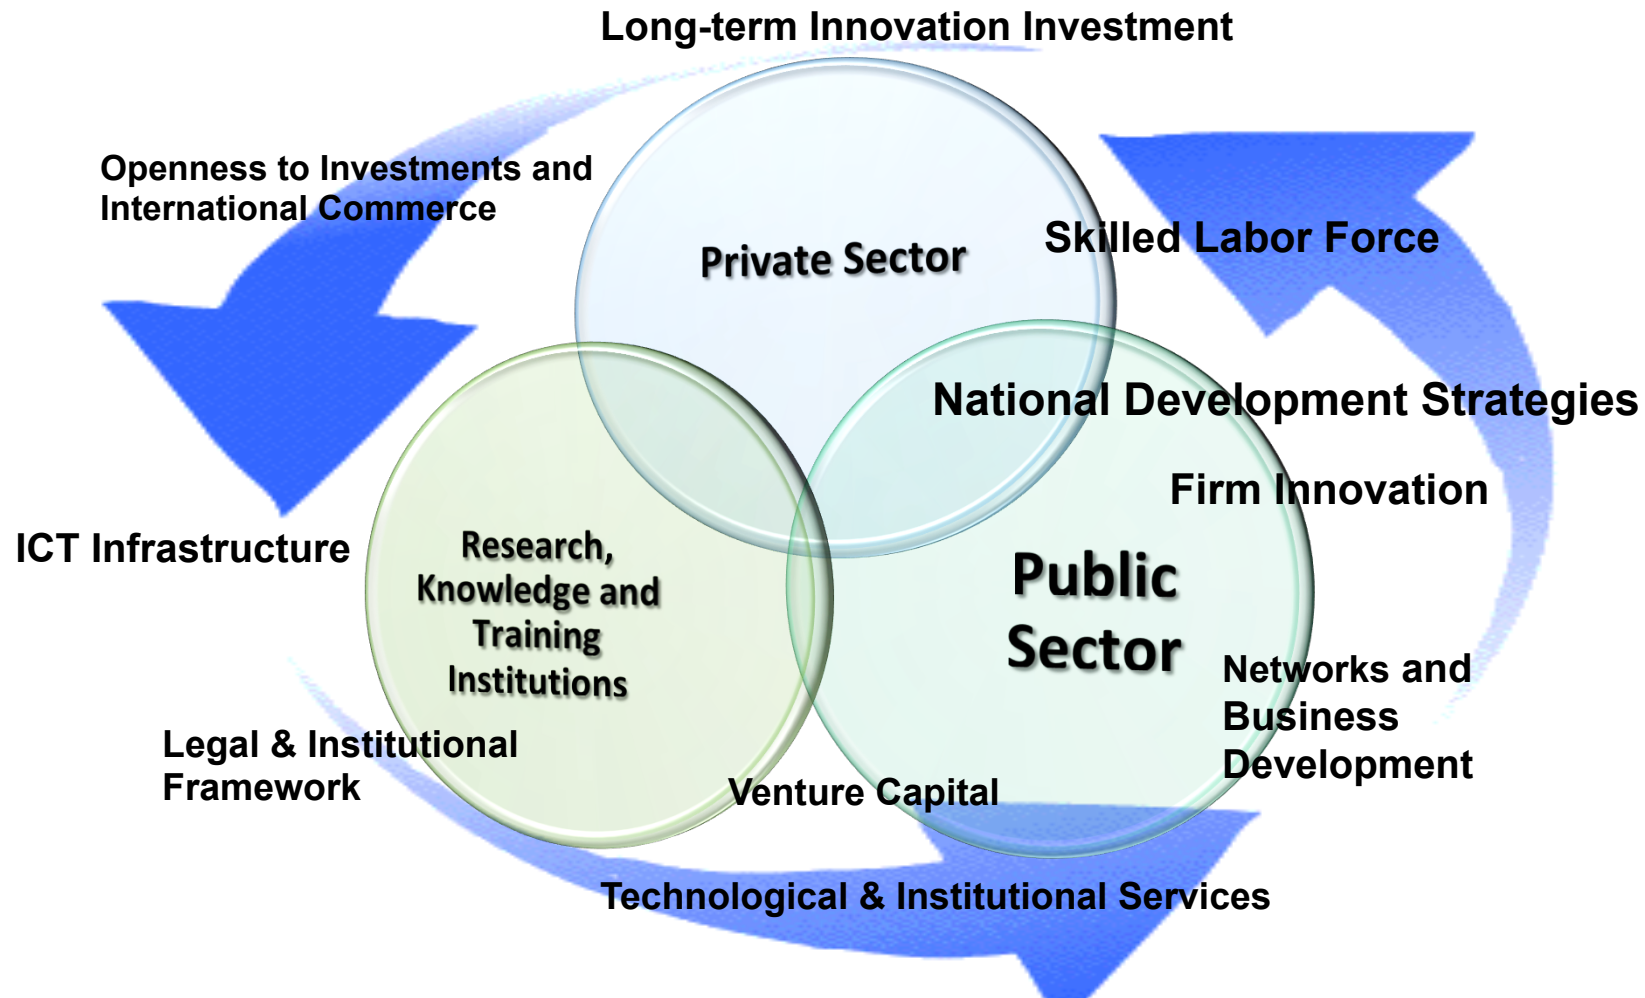 Long-term Innovation Investment
Openness to Investments and
International Commerce
Private Sector
Skilled Labor Force
National Development Strategies
Firm Innovation
ICT Infrastructure
Research,
Knowledge and
Training
Institutions
Public
Sector
Networks and
Business
Development
Legal & Institutional
Framework
Venture Capital
Technological & Institutional Services